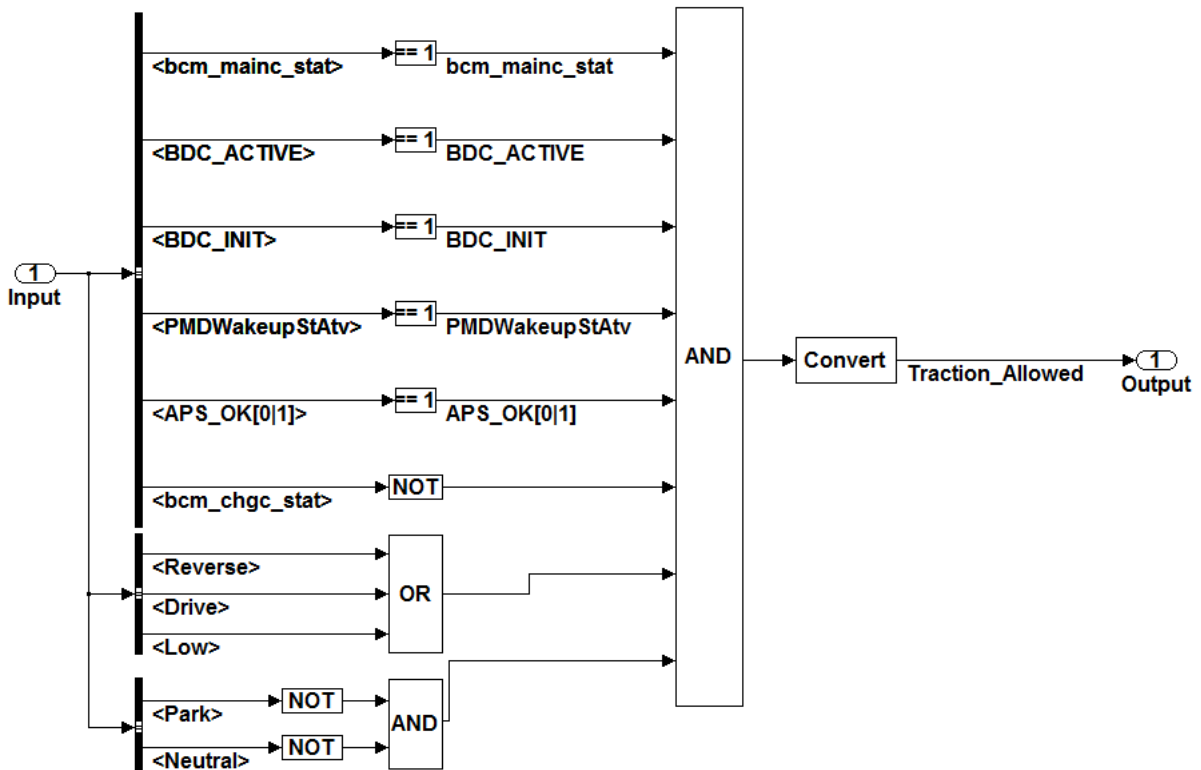 <bcm_mainc_stat>
== 1
bcm_mainc_stat
<BDC_ACTIVE>
== 1
BDC_ACTIVE
<BDC_INIT>
== 1
BDC_INIT
1
Input
<PMDWakeupStAtv>
== 1
PMDWakeupStAtv
AND
Convert
Traction_Allowed
1
Output
<APS_OK[0|1]>
== 1
APS_OK[0|1]
<bcm_chgc_stat>
NOT
<Reverse>
<Drive>
<Low>
OR
<Park>
NOT
<Neutral>
NOT
AND